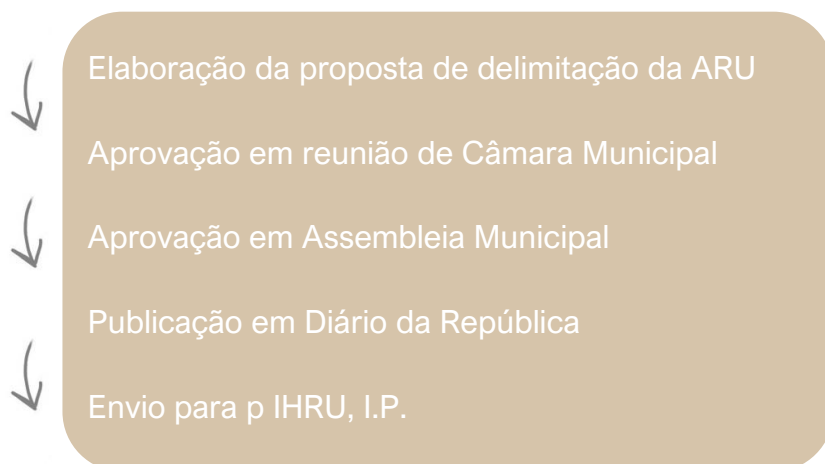 Elaboração da proposta de delimitação da ARU
Aprovação em reunião de Câmara Municipal
Aprovação em Assembleia Municipal
Publicação em Diário da República
Envio para p IHRU, I.P.